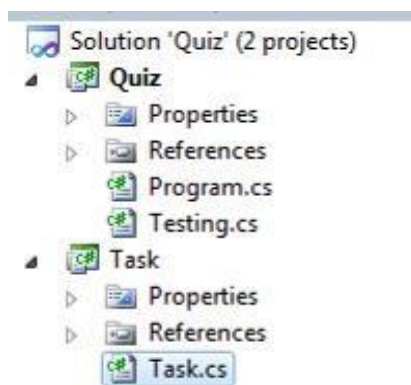 Solution 'Quiz' (2 projects)
Quiz
Properties
References
Program.cs
Testing.cs
Task
Properties
References
Task.cs